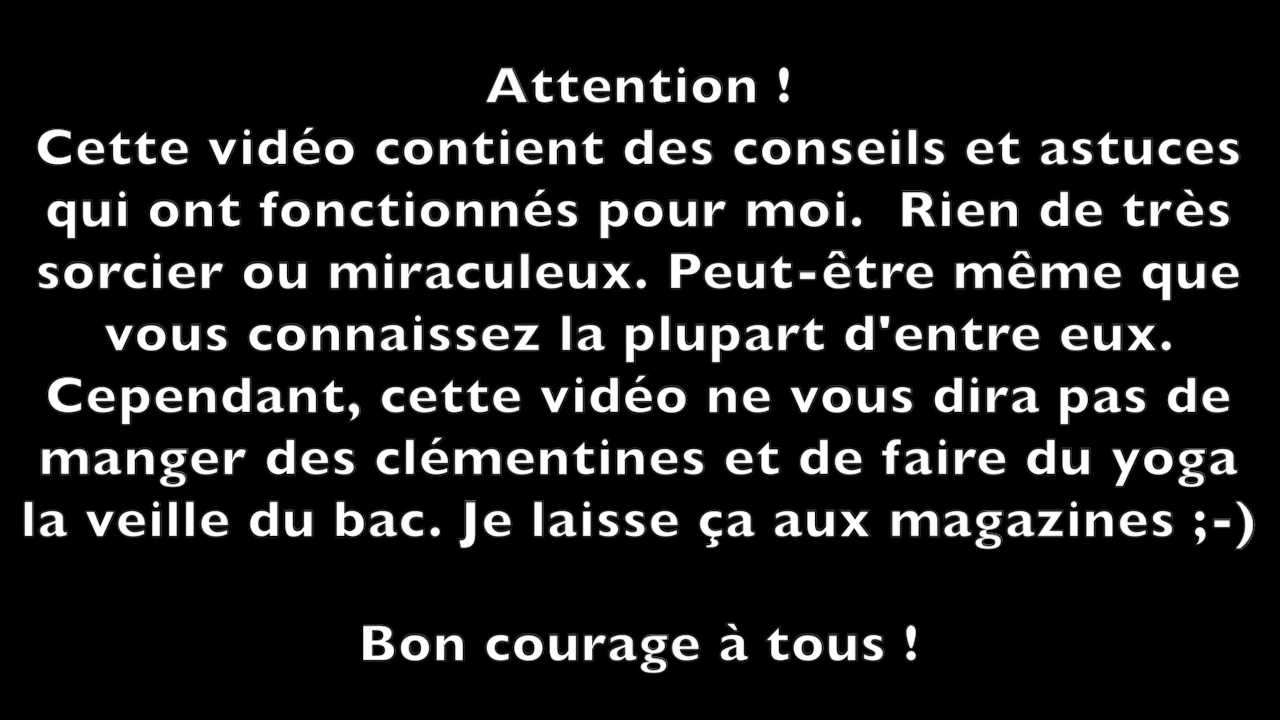 Attention !
Cette vidéo contient des conseils et astuces
qui ont fonctionnés pour moi.  Rien de très
sorcier ou miraculeux. Peut-être même que
vous connaissez la plupart d'entre eux.
Cependant, cette vidéo ne vous dira pas de
manger des clémentines et de faire du yoga
la veille du bac. Je laisse ça aux magazines ;-)
Bon courage à tous !